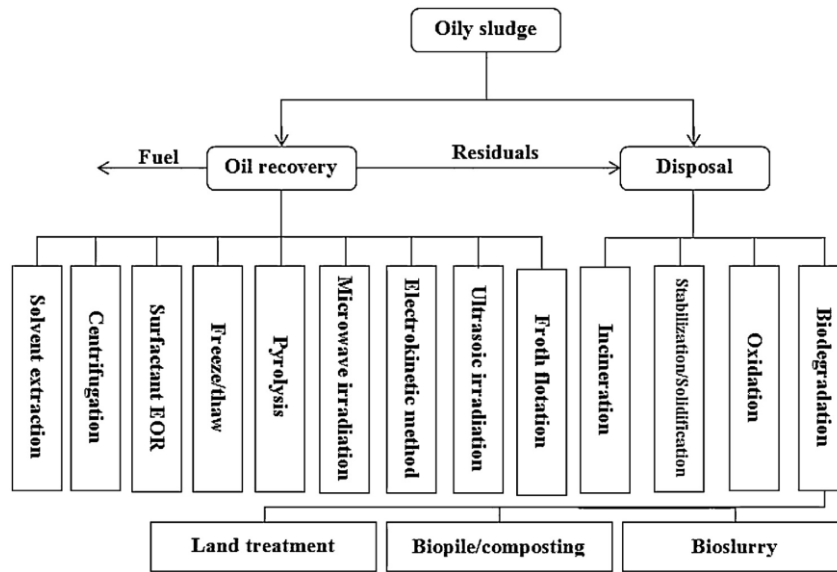 Oily sludge
Fuel
Oil recovery
Residuals
Disposal
Solvent extraction
Centrifugation
Surfactant EOR
Freeze/thaw
Pyrolysis
Microwave irradiation
Electrokinetic method
Ultrasoic irradiation
Froth flotation
Incineration
Stabilization/Solidification
Oxidation
Biodegradation
Land treatment
Biopile/composting
Bioslurry